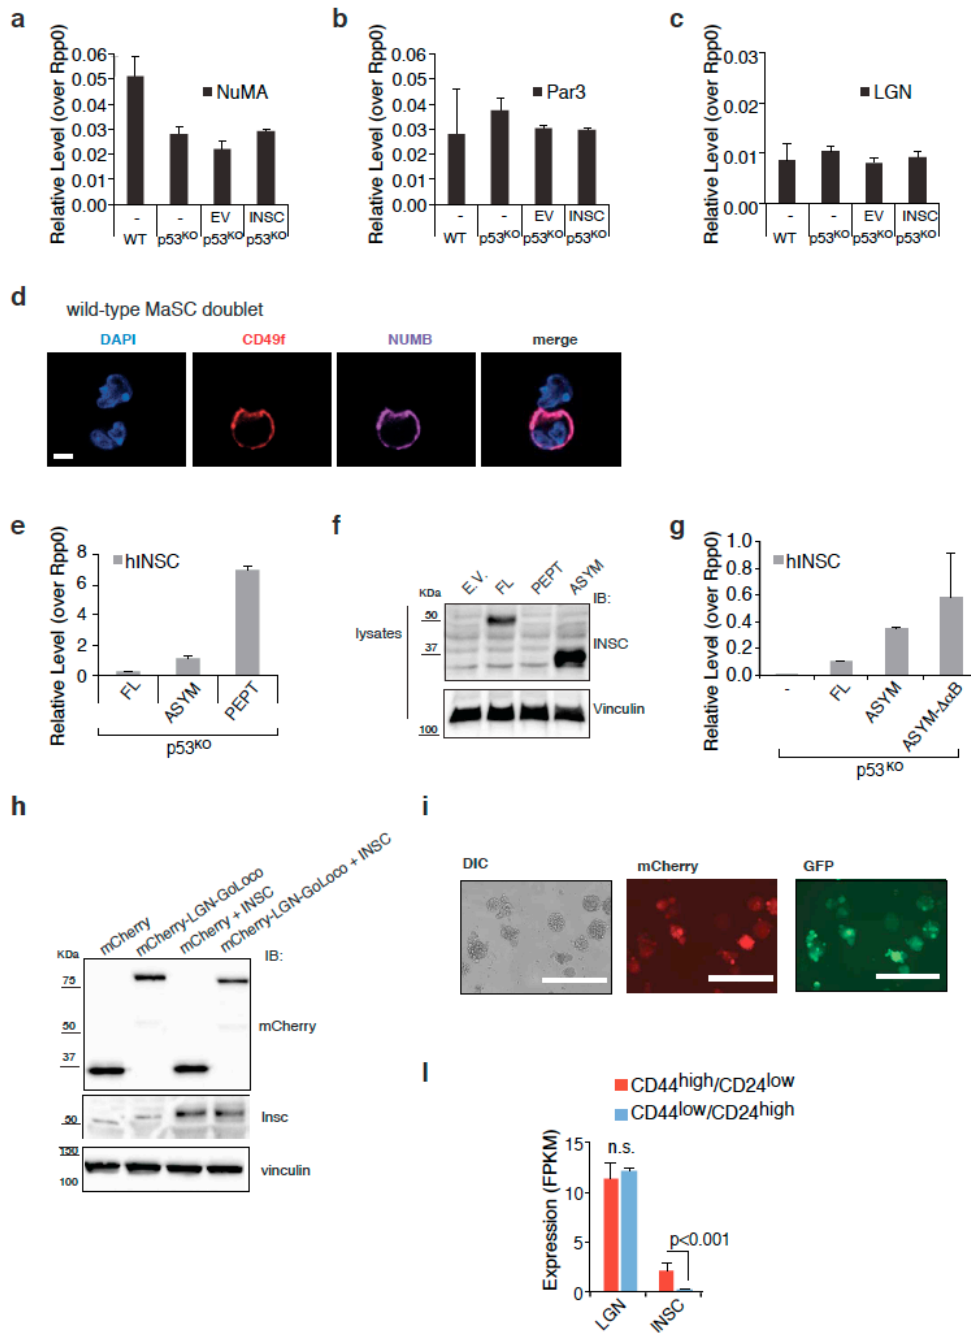 a
b
c
Relative Level (over Rpp0)
0.06
0.05
0.04
0.03
0.02
0.01
0.00
NuMA
- - EV INSC
WT p53KO p53KO p53KO
Relative Level (over Rpp0)
0.06
0.05
0.04
0.03
0.02
0.01
0.00
Par3
- - EV INSC
WT p53KO p53KO p53KO
Relative Level (over Rpp0)
0.03
0.02
0.01
0.00
LGN
- - EV INSC
WT p53KO p53KO p53KO
d
wild-type MaSC doublet
DAPI CD49f NUMB merge
e
Relative Level (over Rpp0)
8
6
4
2
0
hINSC
FL ASYM PEPT
p53KO
f
E.V. FL PEPT ASYM
KDa
IB:
50
lysates
37
INSC
Vinculin
100
g
Relative Level (over Rpp0)
1.0
0.8
0.6
0.4
0.2
0.0
hINSC
- FL ASYM ASYM-ΔαB
p53KO
h
mCherry
mCherry-LGN-GoLoco
mCherry + INSC
mCherry-LGN-GoLoco + INSC
KDa
IB:
75
50
mCherry
37
Insc
50
vinculin
100
i
DIC mCherry GFP
l
CD44high/CD24low
CD44low/CD24high
Expression (FPKM)
15
10
5
0
n.s.
p<0.001
LGN INSC